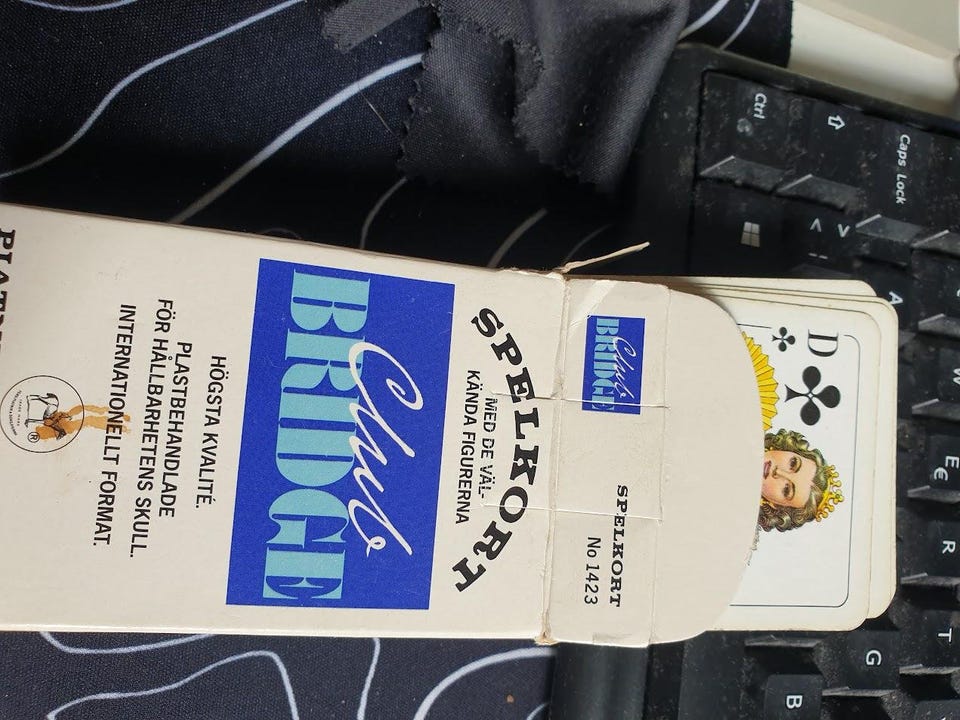 D
SPELKORT
No 1423
Club
BRIDGE
SPELKORT
MED DE VÄL-
KÄNDA FIGURERNA
Club
BRIDGE
HÖGSTA KVALITÉ.
PLASTBEHANDLADE
FÖR HÅLLBARHETENS SKULL.
INTERNATIONELLT FORMAT.
®
Ctrl
Caps Lock
A
W
E€
R
T
G
B